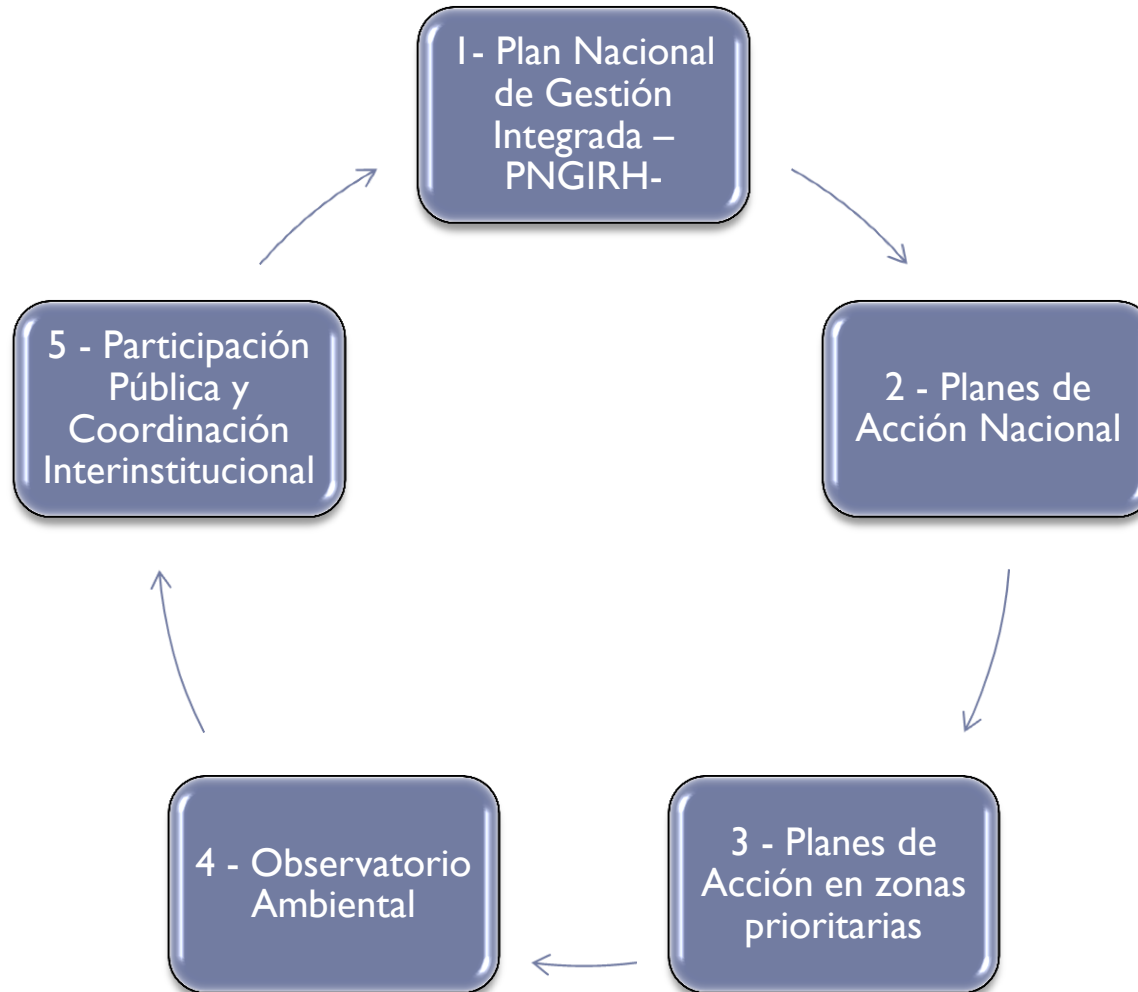 1- Plan Nacional
de Gestión
Integrada –
PNGIRH-
2 - Planes de
Acción Nacional
3 - Planes de
Acción en zonas
prioritarias
4 - Observatorio
Ambiental
5 - Participación
Pública y
Coordinación
Interinstitucional